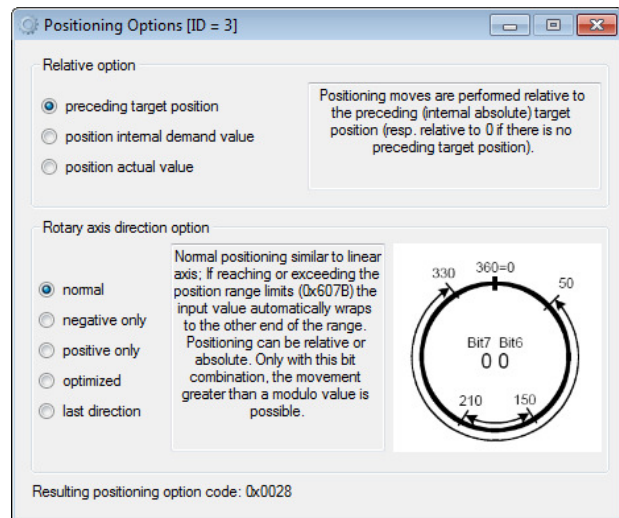 Positioning Options [ID = 3]
Relative option
preceding target position
position internal demand value
position actual value
Positioning moves are performed relative to
the preceding (internal absolute) target
position (resp. relative to 0 if there is no
preceding target position).
Rotary axis direction option
normal
negative only
positive only
optimized
last direction
Normal positioning similar to linear
axis; If reaching or exceeding the
position range limits (0x607B) the
input value automatically wraps
to the other end of the range.
Positioning can be relative or
absolute. Only with this bit
combination, the movement
greater than a modulo value is
possible.
330 360=0 50
Bit7 Bit6
0 0
210 150
Resulting positioning option code: 0x0028